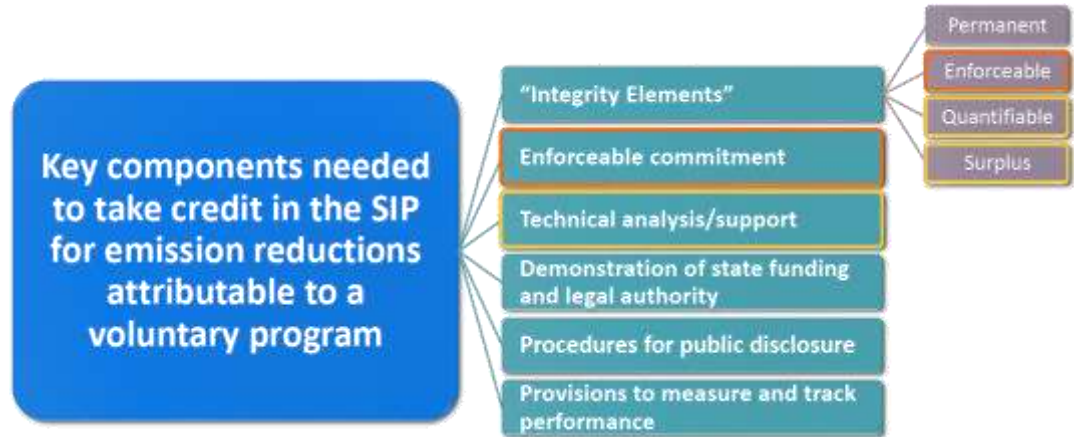 Key components needed
to take credit in the SIP
for emission reductions
attributable to a
voluntary program
“Integrity Elements”
Enforceable commitment
Technical analysis/support
Demonstration of state funding
and legal authority
Procedures for public disclosure
Provisions to measure and track
performance
Permanent
Enforceable
Quantifiable
Surplus